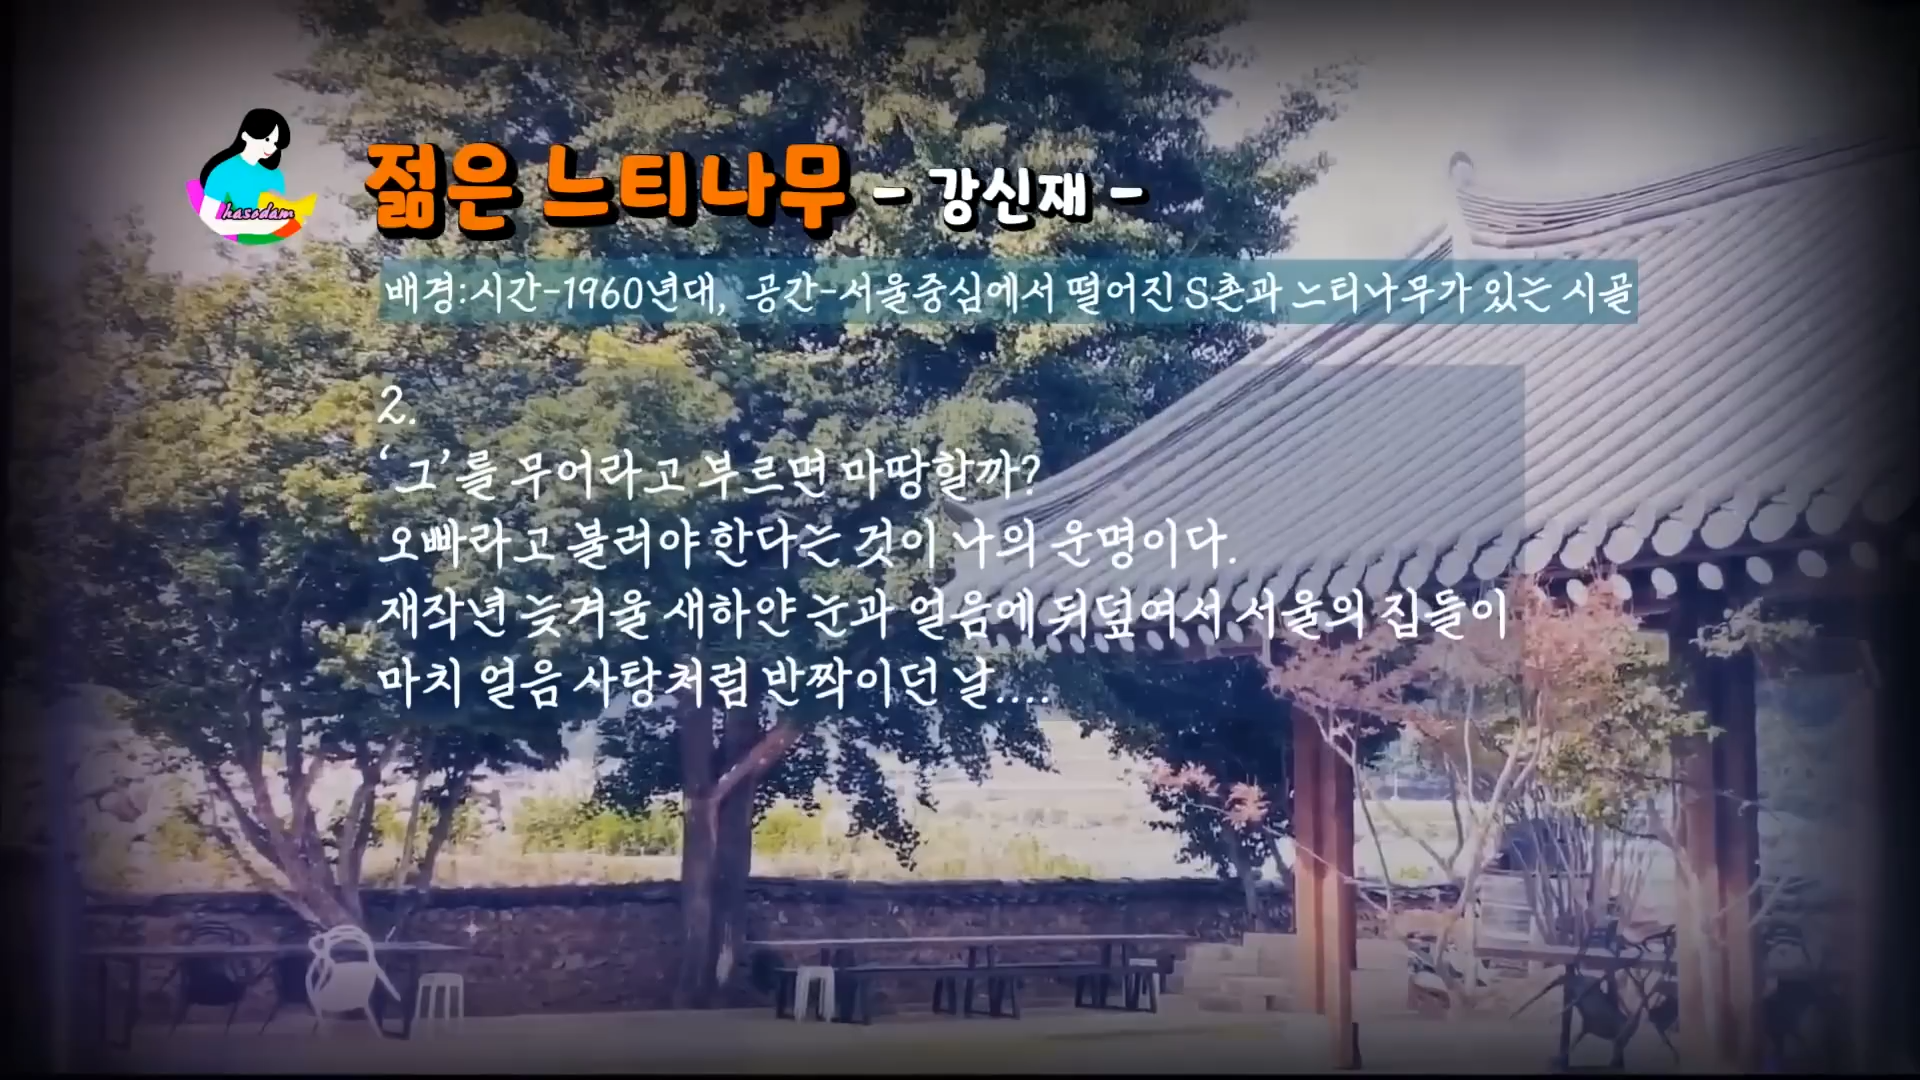 hasodam
젊은 느티나무 - 강신재 -
배경:시간-1960년대, 공간-서울중심에서 떨어진 S촌과 느티나무가 있는 시골
2.
‘그’를 무어라고 부르면 마땅할까?
오빠라고 불러야 한다는 것이 나의 운명이다.
재작년 늦겨울 새하얀 눈과 얼음에 뒤덮여서 서울의 집들이
마치 얼음 사탕처럼 반짝이던 날....